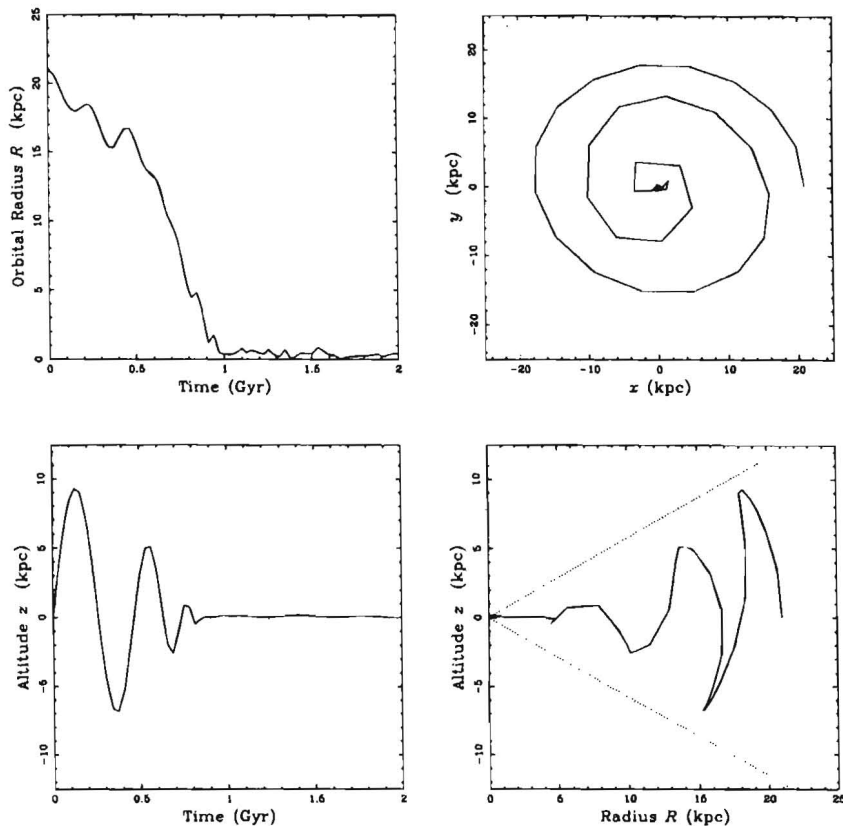 Orbital Radius R (kpc)
25
20
15
10
5
0
0 0.5 1 1.5 2
Time (Gyr)
y (kpc)
20
10
0
-10
-20
-20 -10 0 10 20
x (kpc)
Altitude z (kpc)
10
5
0
-5
-10
0 0.5 1 1.5 2
Time (Gyr)
Altitude z (kpc)
10
5
0
-5
-10
0 5 10 15 20 25
Radius R (kpc)